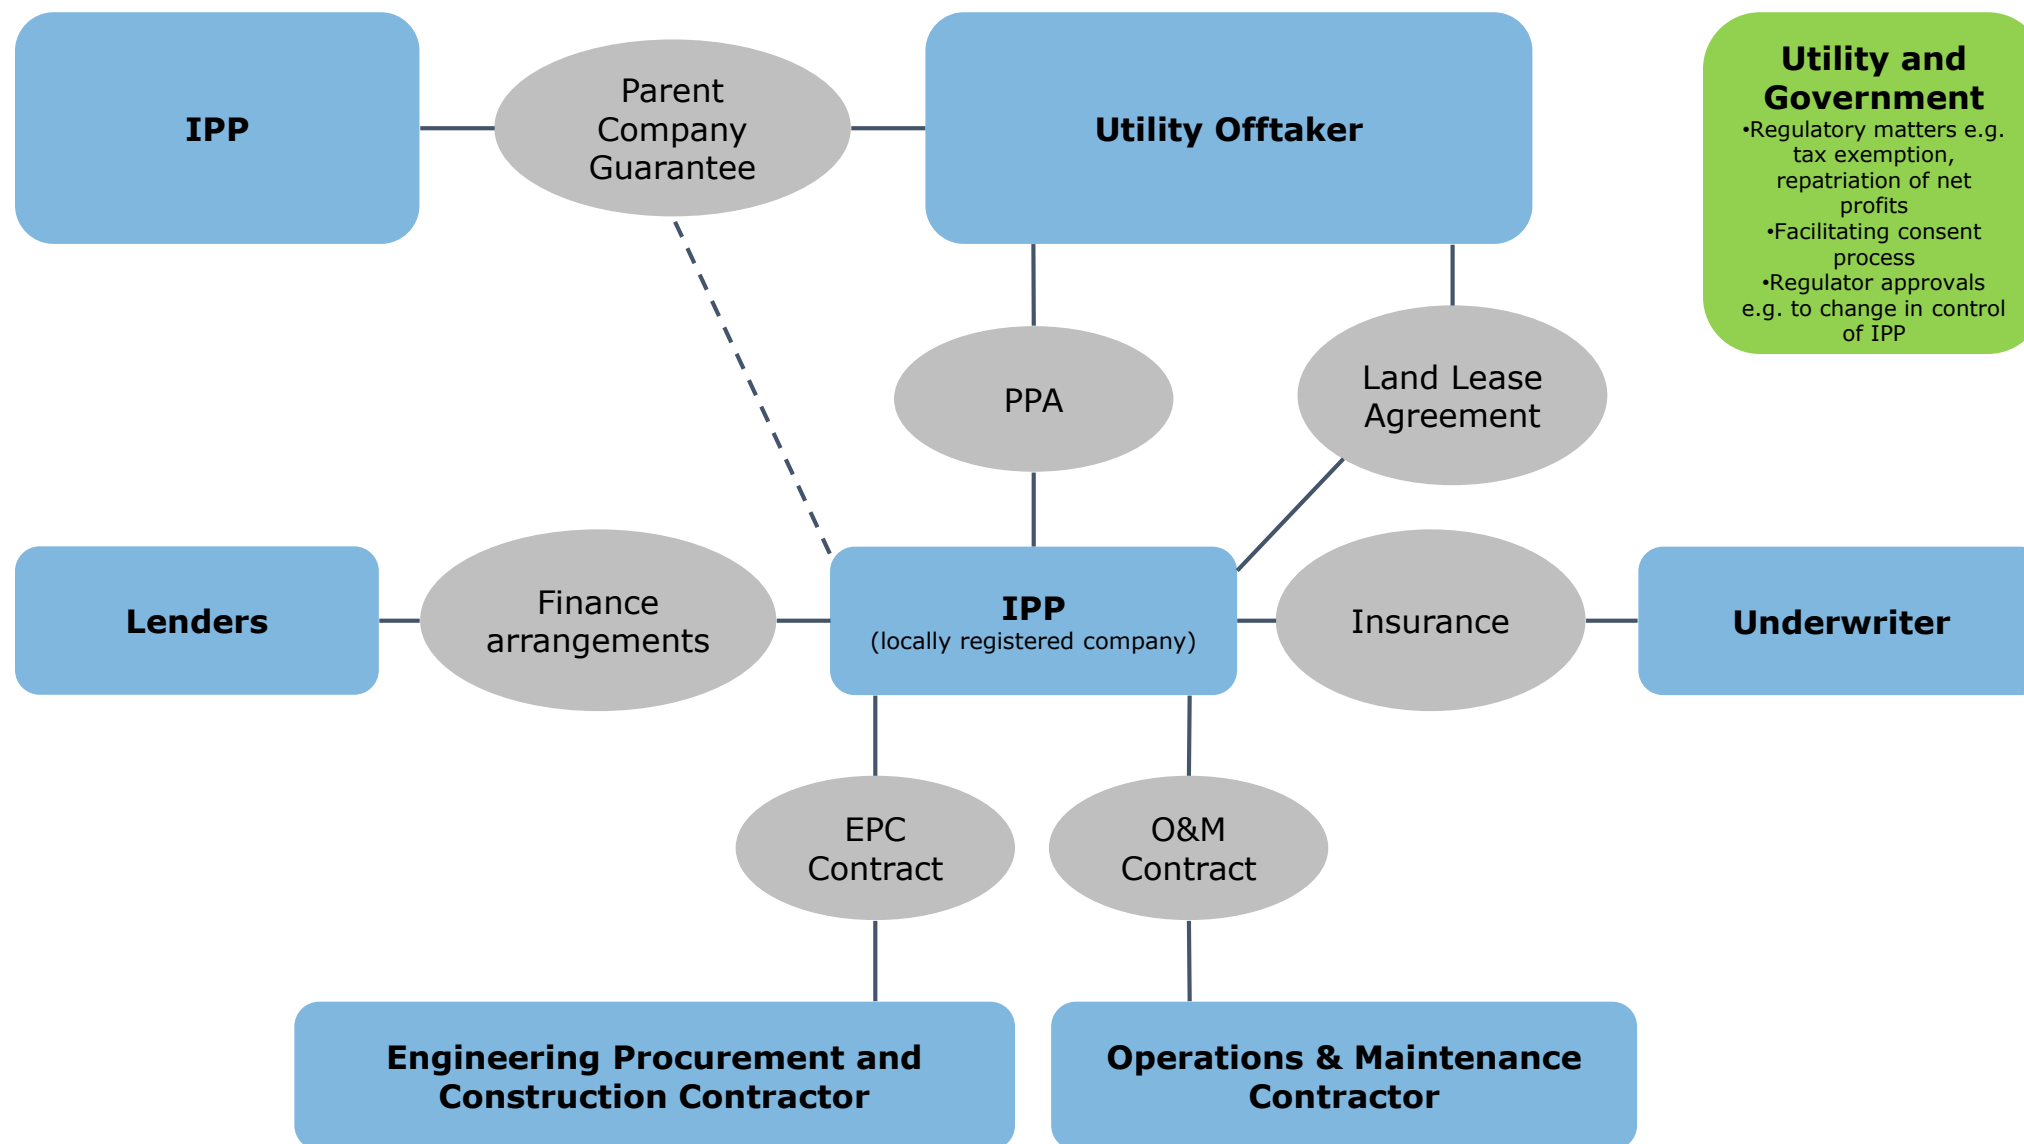 IPP
Parent
Company
Guarantee
Utility Offtaker
Utility and
Government
•Regulatory matters e.g.
tax exemption,
repatriation of net
profits
•Facilitating consent
process
•Regulator approvals
e.g. to change in control
of IPP
PPA
Land Lease
Agreement
Lenders
Finance
arrangements
IPP
(locally registered company)
Insurance
Underwriter
EPC
Contract
O&M
Contract
Engineering Procurement and
Construction Contractor
Operations & Maintenance
Contractor